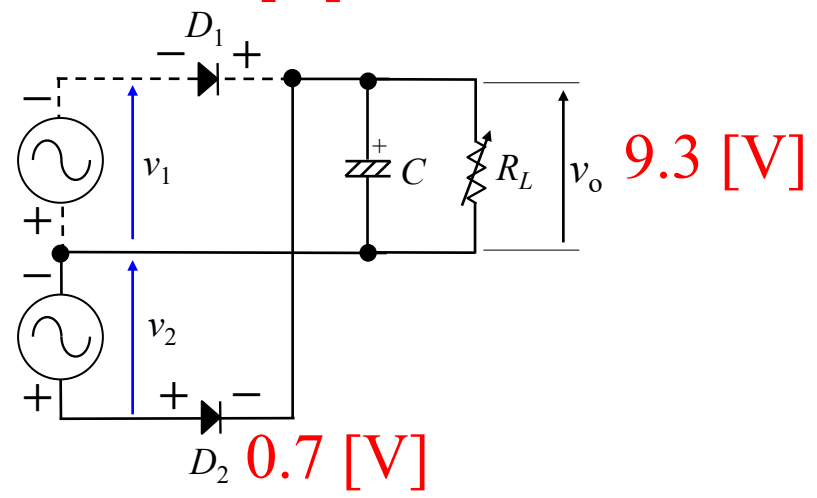 D1
− +
−
v1
+
C
RL
vo
9.3 [V]
+
−
v2
+
+ −
D2
0.7 [V]